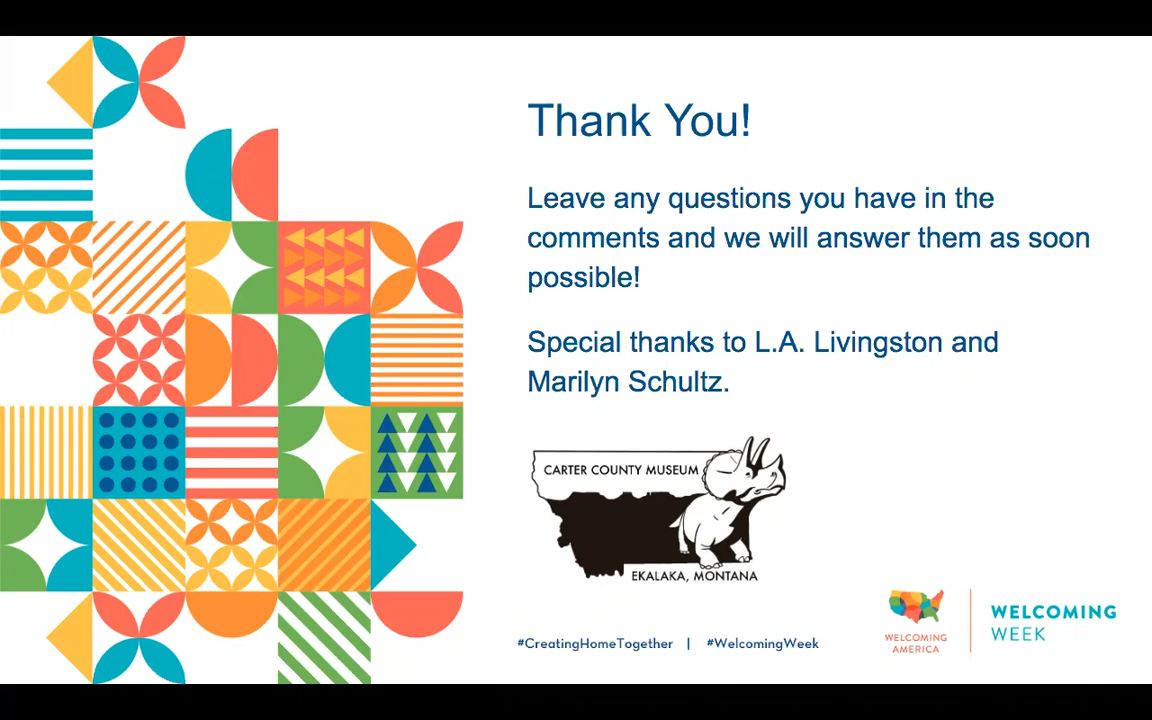 Thank You!
Leave any questions you have in the
comments and we will answer them as soon
possible!
Special thanks to L.A. Livingston and
Marilyn Schultz.
CARTER COUNTY MUSEUM
EKALAKA, MONTANA
#CreatingHomeTogether | #WelcomingWeek
WELCOMING
AMERICA
WELCOMING
WEEK